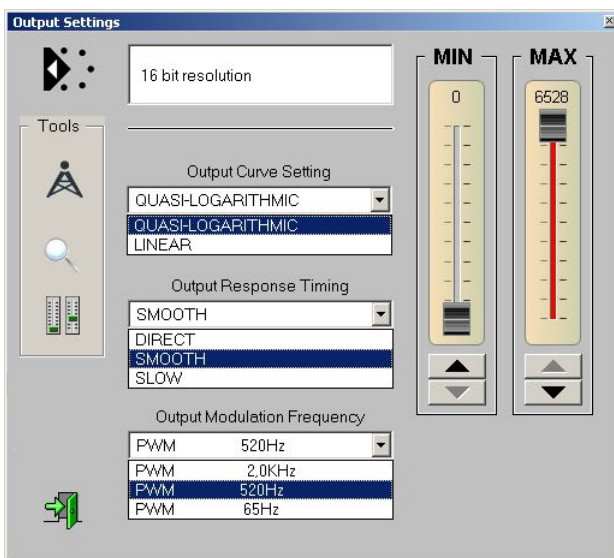 Output Settings
16 bit resolution
Tools
Output Curve Setting
QUASI-LOGARITHMIC
QUASI-LOGARITHMIC
LINEAR
Output Response Timing
SMOOTH
DIRECT
SMOOTH
SLOW
Output Modulation Frequency
PWM 520Hz
PWM 2,0KHz
PWM 520Hz
PWM 65Hz
MIN
0
MAX
6528